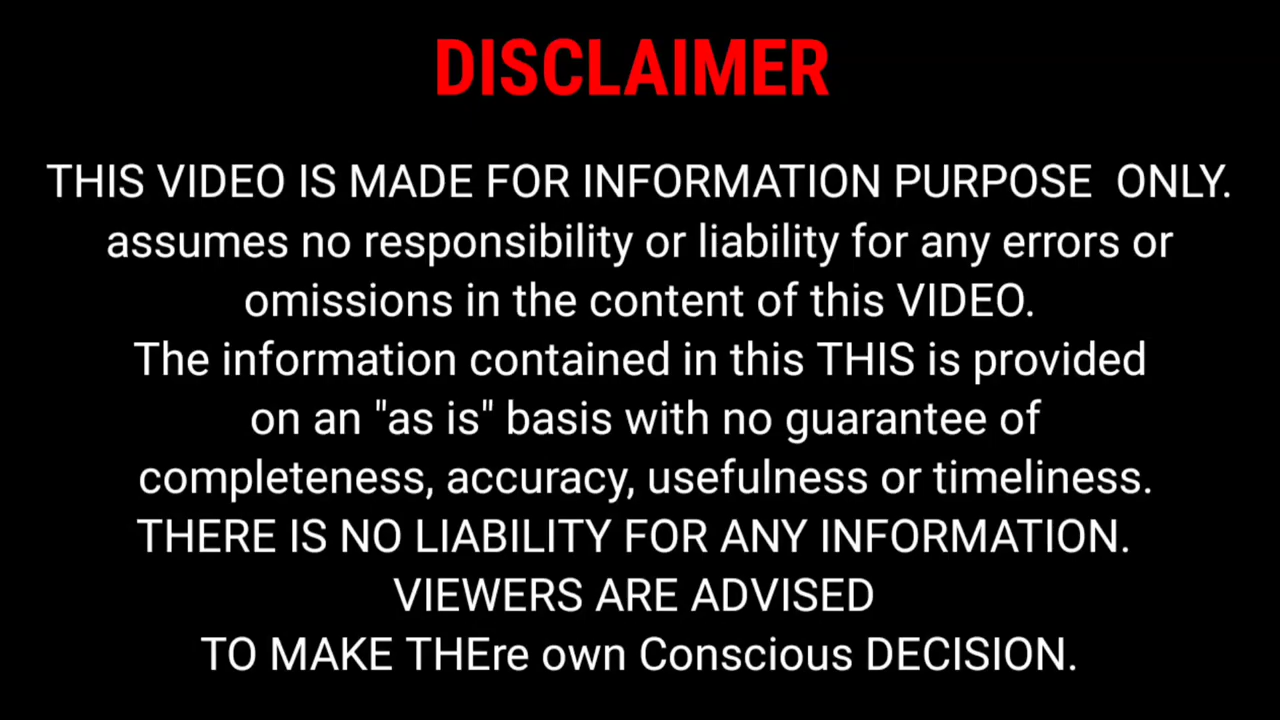 DISCLAIMER
THIS VIDEO IS MADE FOR INFORMATION PURPOSE  ONLY.
assumes no responsibility or liability for any errors or
omissions in the content of this VIDEO.
The information contained in this THIS is provided
on an "as is" basis with no guarantee of
completeness, accuracy, usefulness or timeliness.
THERE IS NO LIABILITY FOR ANY INFORMATION.
VIEWERS ARE ADVISED
TO MAKE THEre own Conscious DECISION.